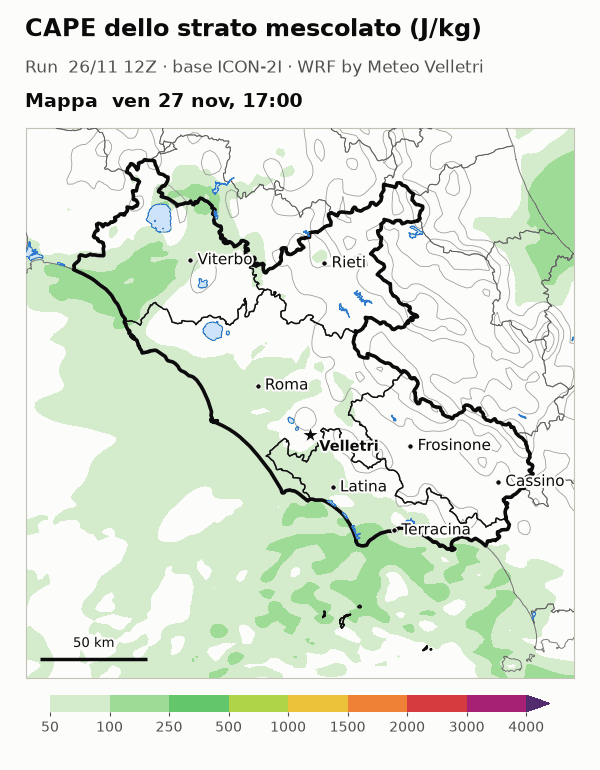 CAPE dello strato mescolato (J/kg)
Run  26/11 12Z · base ICON-2I · WRF by Meteo Velletri
Mappa  ven 27 nov, 17:00
Viterbo
Rieti
Roma
Velletri
Frosinone
Cassino
Latina
Terracina
50 km
50 100 250 500 1000 1500 2000 3000 4000